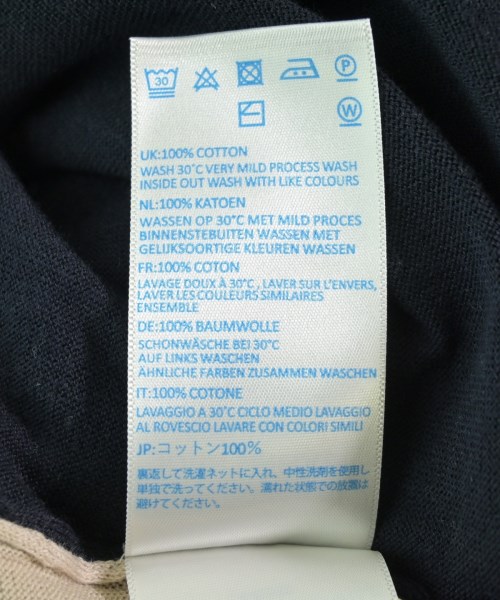 30
P
W
UK:100% COTTON
WASH 30°C VERY MILD PROCESS WASH
INSIDE OUT WASH WITH LIKE COLOURS
NL:100% KATOEN
WASSEN OP 30°C MET MILD PROCES
BINNENSTEBUITEN WASSEN MET
GELIJKSOORTIGE KLEUREN WASSEN
FR:100% COTON
LAVAGE DOUX À 30°C , LAVER SUR L'ENVERS,
LAVER LES COULEURS SIMILAIRES
ENSEMBLE
DE:100% BAUMWOLLE
SCHONWÄSCHE BEI 30°C
AUF LINKS WASCHEN
ÄHNLICHE FARBEN ZUSAMMEN WASCHEN
IT:100% COTONE
LAVAGGIO A 30°C CICLO MEDIO LAVAGGIO
AL ROVESCIO LAVARE CON COLORI SIMILI
JP:コットン100%
裏返して洗濯ネットに入れ、中性洗剤を使用し
単独で洗ってください。濡れた状態での放置は
避けてください。